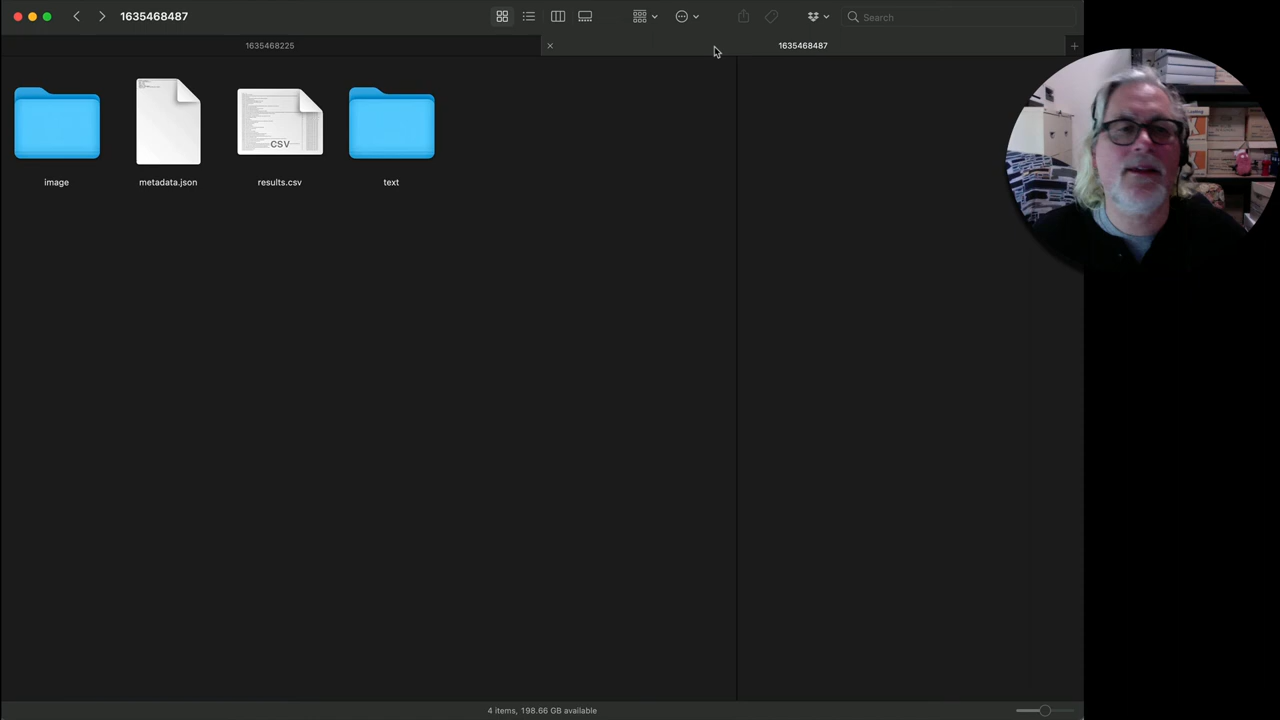 1635468487
Search
1635468225
1635468487
CSV
image
metadata.json
results.csv
text
4 items, 198.66 GB available